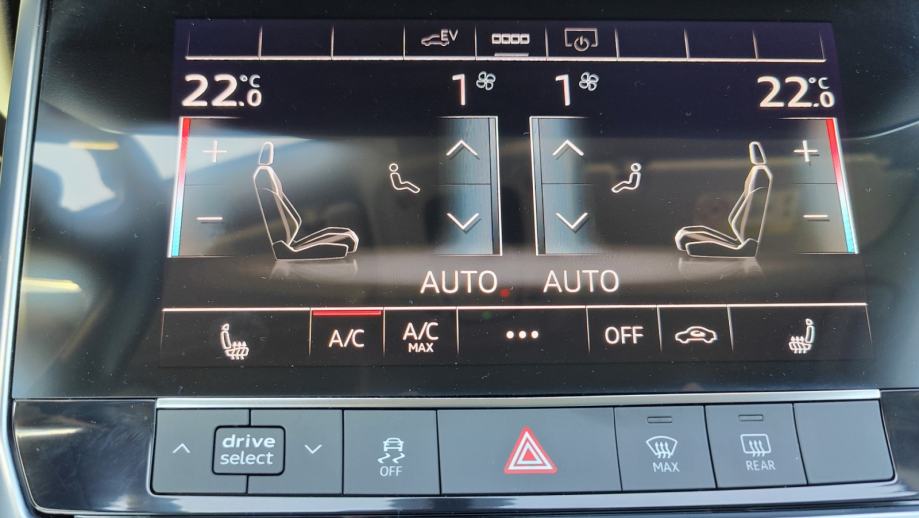 EV
22.0°C 1 1 22.0°C
+ +
− −
AUTO AUTO
A/C A/C MAX ••• OFF
drive select OFF MAX REAR